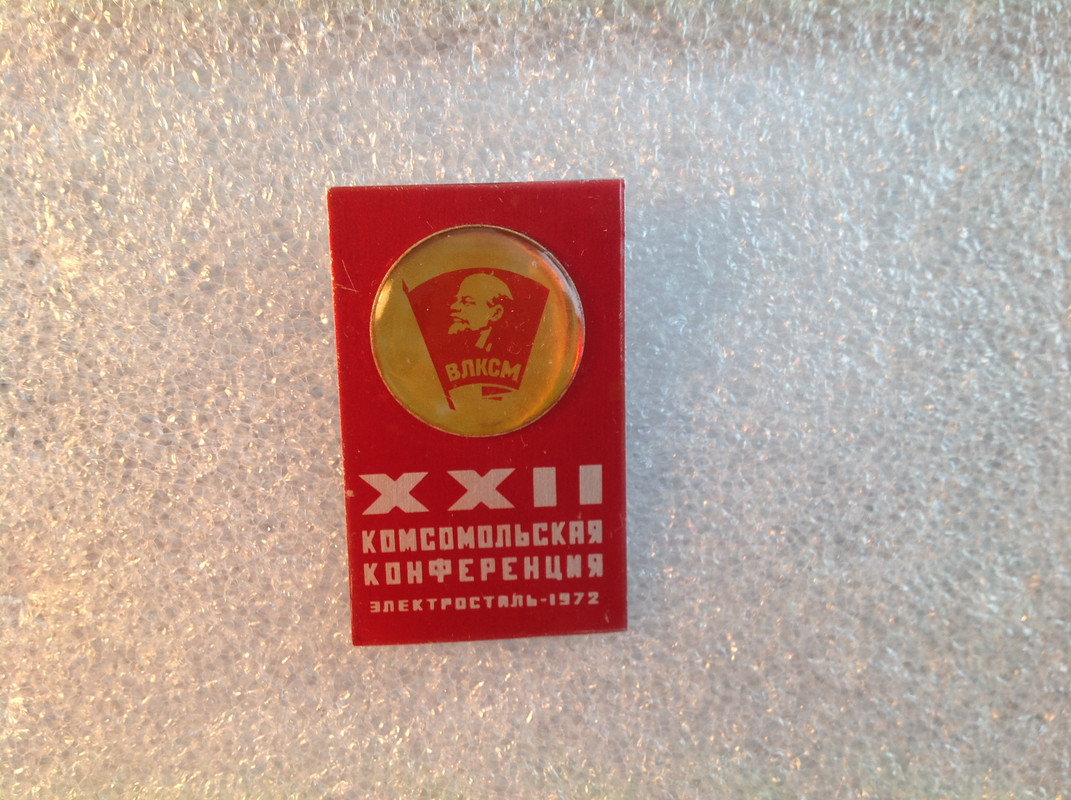 ВЛКСМ
XXII
КОМСОМОЛЬСКАЯ
КОНФЕРЕНЦИЯ
ЭЛЕКТРОСТАЛЬ-1972